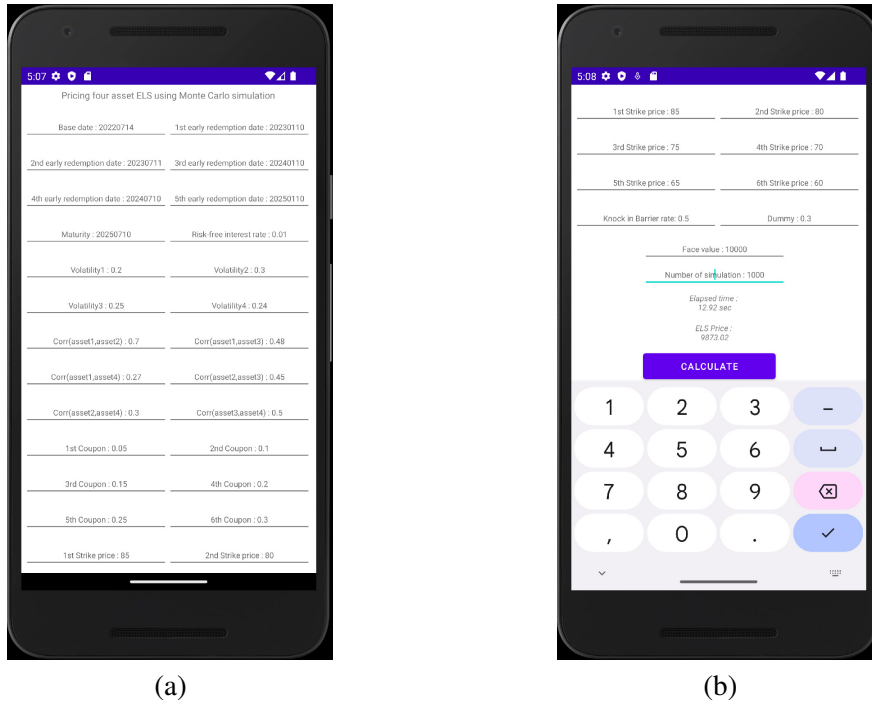 5:07
Pricing four asset ELS using Monte Carlo simulation
Base date : 20220714 1st early redemption date : 20230110
2nd early redemption date : 20230711 3rd early redemption date : 20240110
4th early redemption date : 20240710 5th early redemption date : 20250110
Maturity : 20250710 Risk-free interest rate : 0.01
Volatility1 : 0.2 Volatility2 : 0.3
Volatility3 : 0.25 Volatility4 : 0.24
Corr(asset1,asset2) : 0.7 Corr(asset1,asset3) : 0.48
Corr(asset1,asset4) : 0.27 Corr(asset2,asset3) : 0.45
Corr(asset2,asset4) : 0.3 Corr(asset3,asset4) : 0.5
1st Coupon : 0.05 2nd Coupon : 0.1
3rd Coupon : 0.15 4th Coupon : 0.2
5th Coupon : 0.25 6th Coupon : 0.3
1st Strike price : 85 2nd Strike price : 80
(a)
5:08
1st Strike price : 85 2nd Strike price : 80
3rd Strike price : 75 4th Strike price : 70
5th Strike price : 65 6th Strike price : 60
Knock in Barrier rate: 0.5 Dummy : 0.3
Face value : 10000
Number of simulation : 1000
Elapsed time :
12.92 sec
ELS Price :
9873.02
CALCULATE
1 2 3 –
4 5 6
7 8 9
, 0 .
(b)